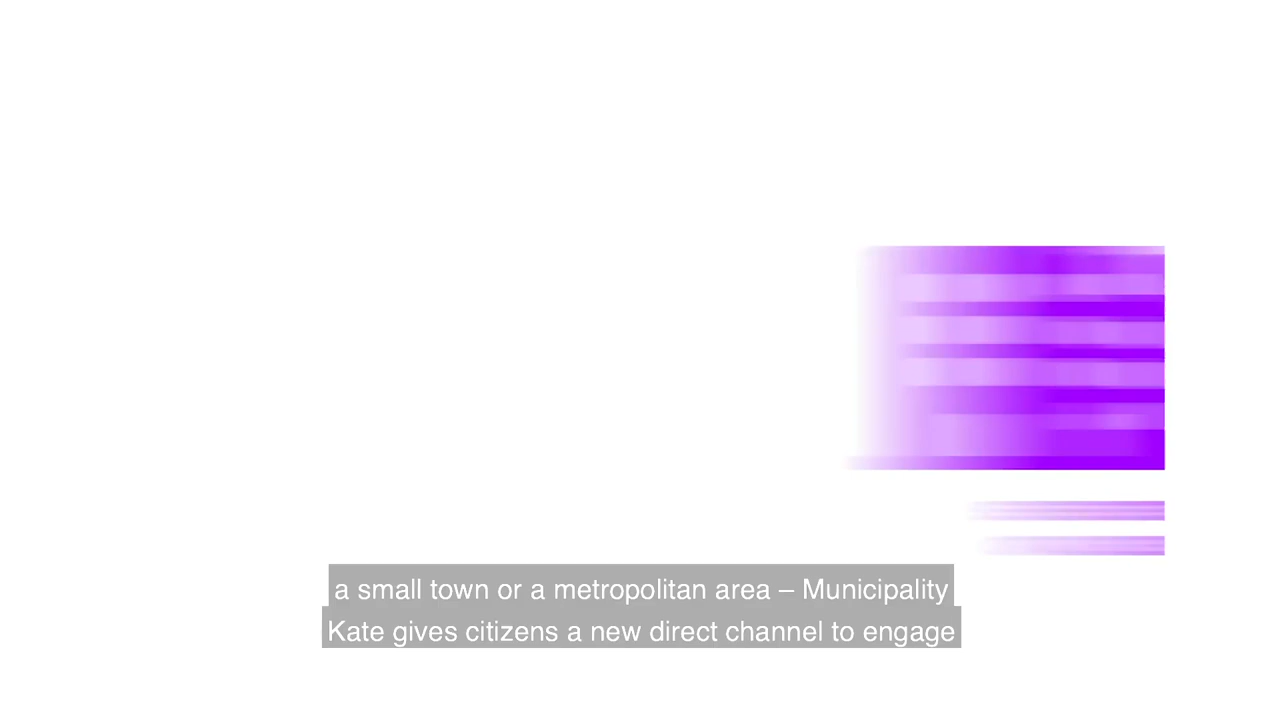 a small town or a metropolitan area – Municipality
Kate gives citizens a new direct channel to engage